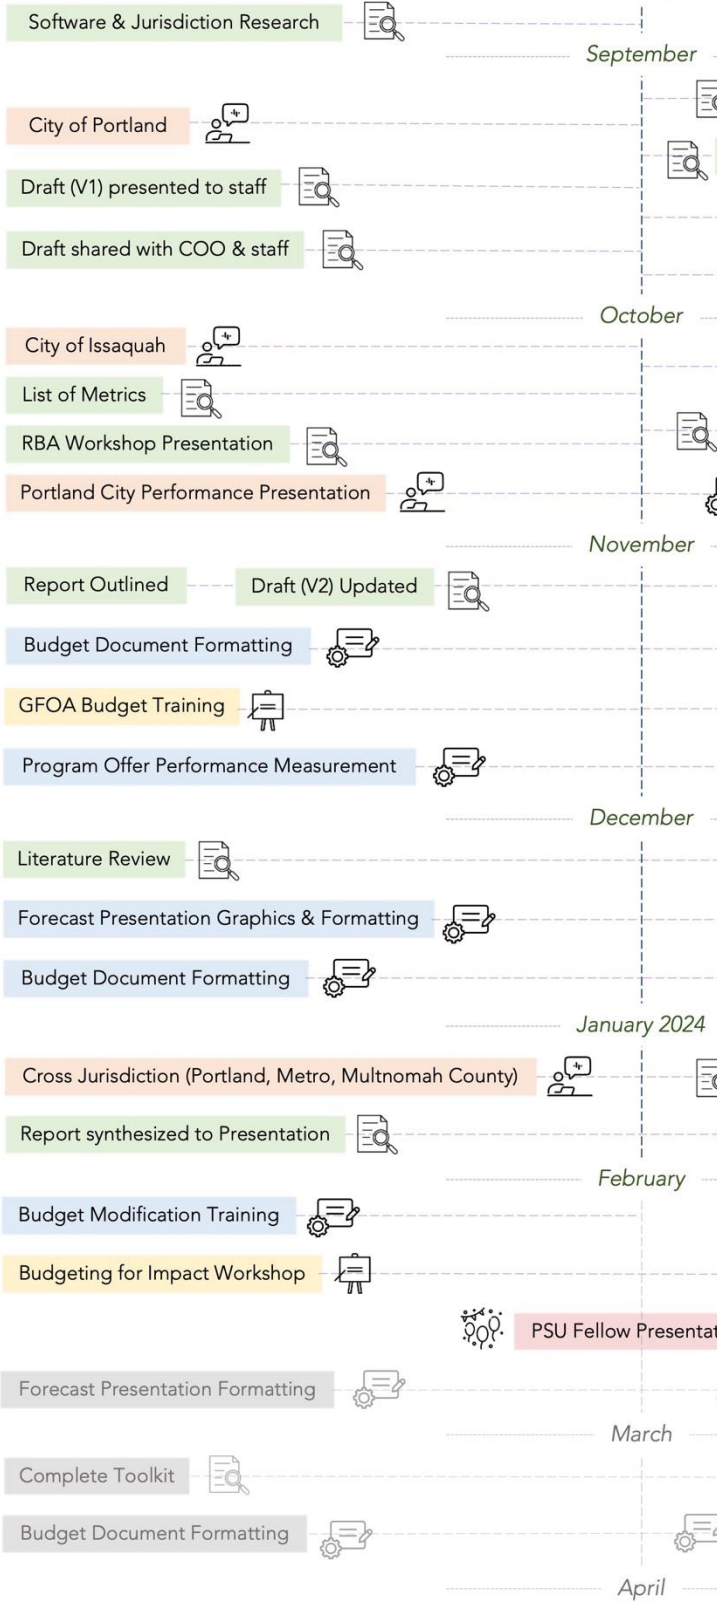 Software & Jurisdiction Research
September
City of Portland
Draft (V1) presented to staff
Draft shared with COO & staff
October
City of Issaquah
List of Metrics
RBA Workshop Presentation
Portland City Performance Presentation
November
Report Outlined
Draft (V2) Updated
Budget Document Formatting
GFOA Budget Training
Program Offer Performance Measurement
December
Literature Review
Forecast Presentation Graphics & Formatting
Budget Document Formatting
January 2024
Cross Jurisdiction (Portland, Metro, Multnomah County)
Report synthesized to Presentation
February
Budget Modification Training
Budgeting for Impact Workshop
PSU Fellow Presentat
Forecast Presentation Formatting
March
Complete Toolkit
Budget Document Formatting
April